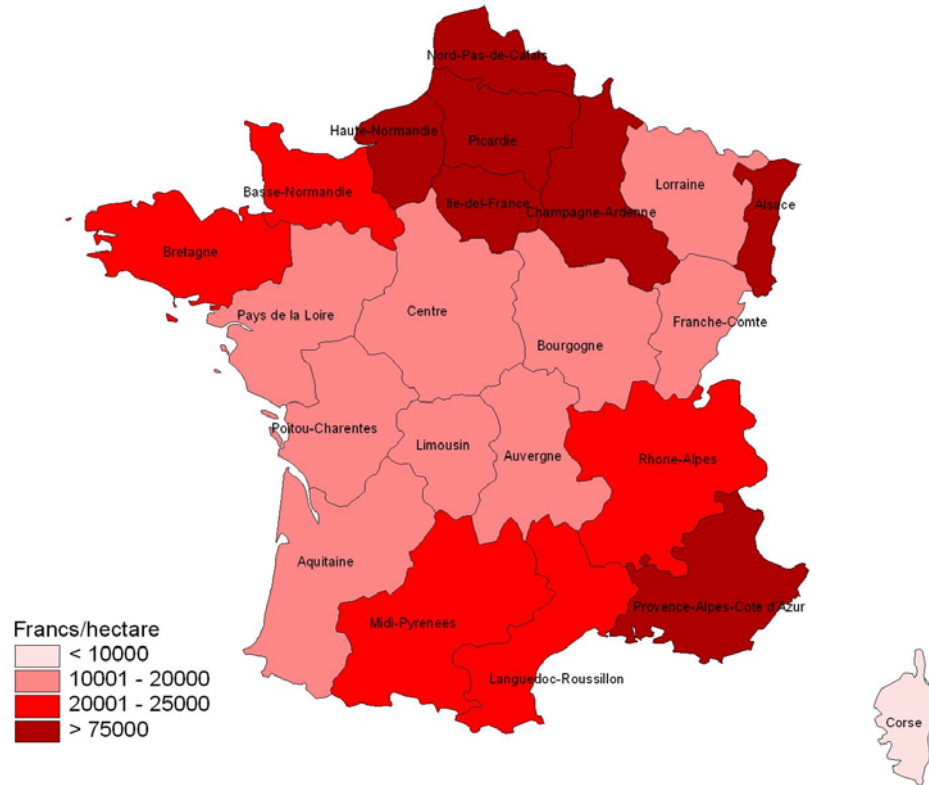 Nord-Pas-de-Calais
Haute-Normandie
Picardie
Lorraine
Basse-Normandie
Ile-del-France
Champagne-Ardenne
Alsace
Bretagne
Pays de la Loire
Centre
Franche-Comte
Bourgogne
Poitou-Charentes
Limousin
Auvergne
Rhone-Alpes
Aquitaine
Provence-Alpes-Cote d'Azur
Midi-Pyrenees
Languedoc-Roussillon
Corse
Francs/hectare
< 10000
10001 - 20000
20001 - 25000
> 75000